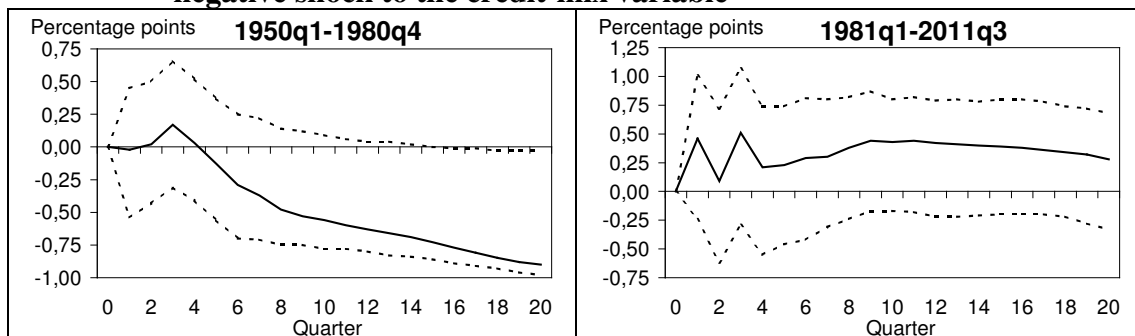 negative shock to the credit-mix variable
Percentage points
1950q1-1980q4
0,75
0,50
0,25
0,00
-0,25
-0,50
-0,75
-1,00
0 2 4 6 8 10 12 14 16 18 20
Quarter
Percentage points
1981q1-2011q3
1,25
1,00
0,75
0,50
0,25
0,00
-0,25
-0,50
-0,75
0 2 4 6 8 10 12 14 16 18 20
Quarter